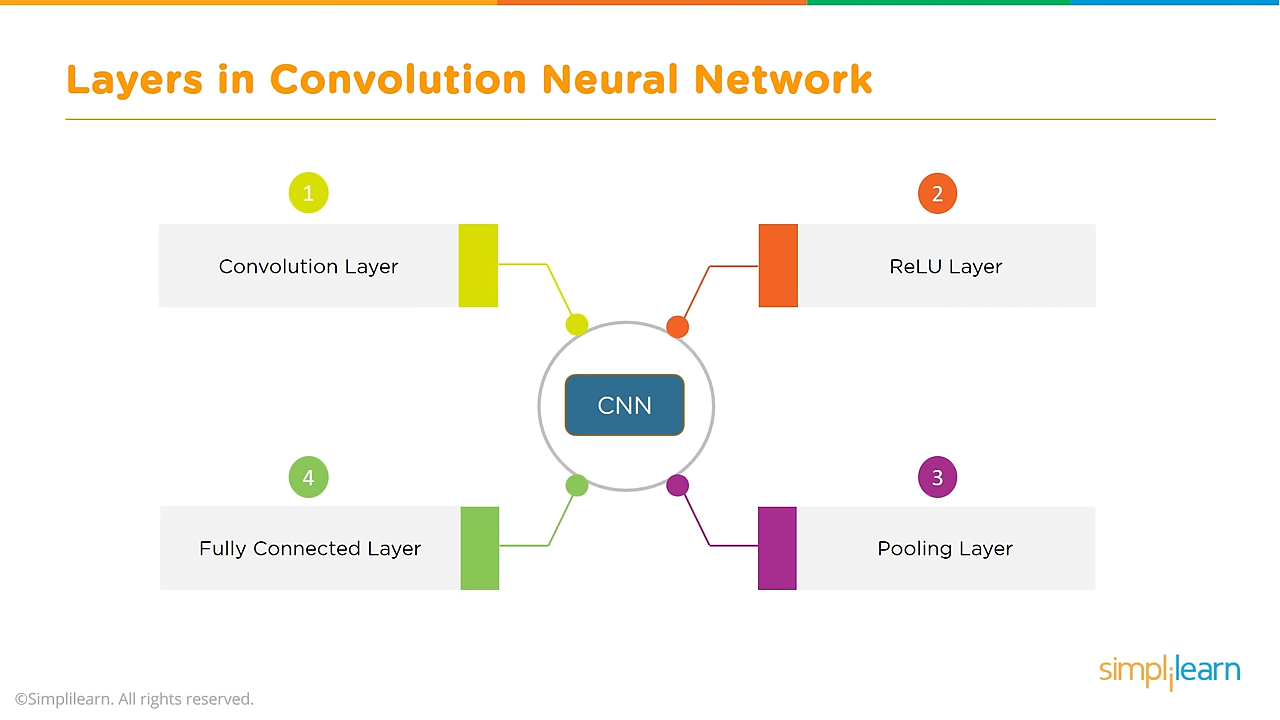 Layers in Convolution Neural Network
1
2
Convolution Layer
ReLU Layer
CNN
4
3
Fully Connected Layer
Pooling Layer
simplilearn
©Simplilearn. All rights reserved.